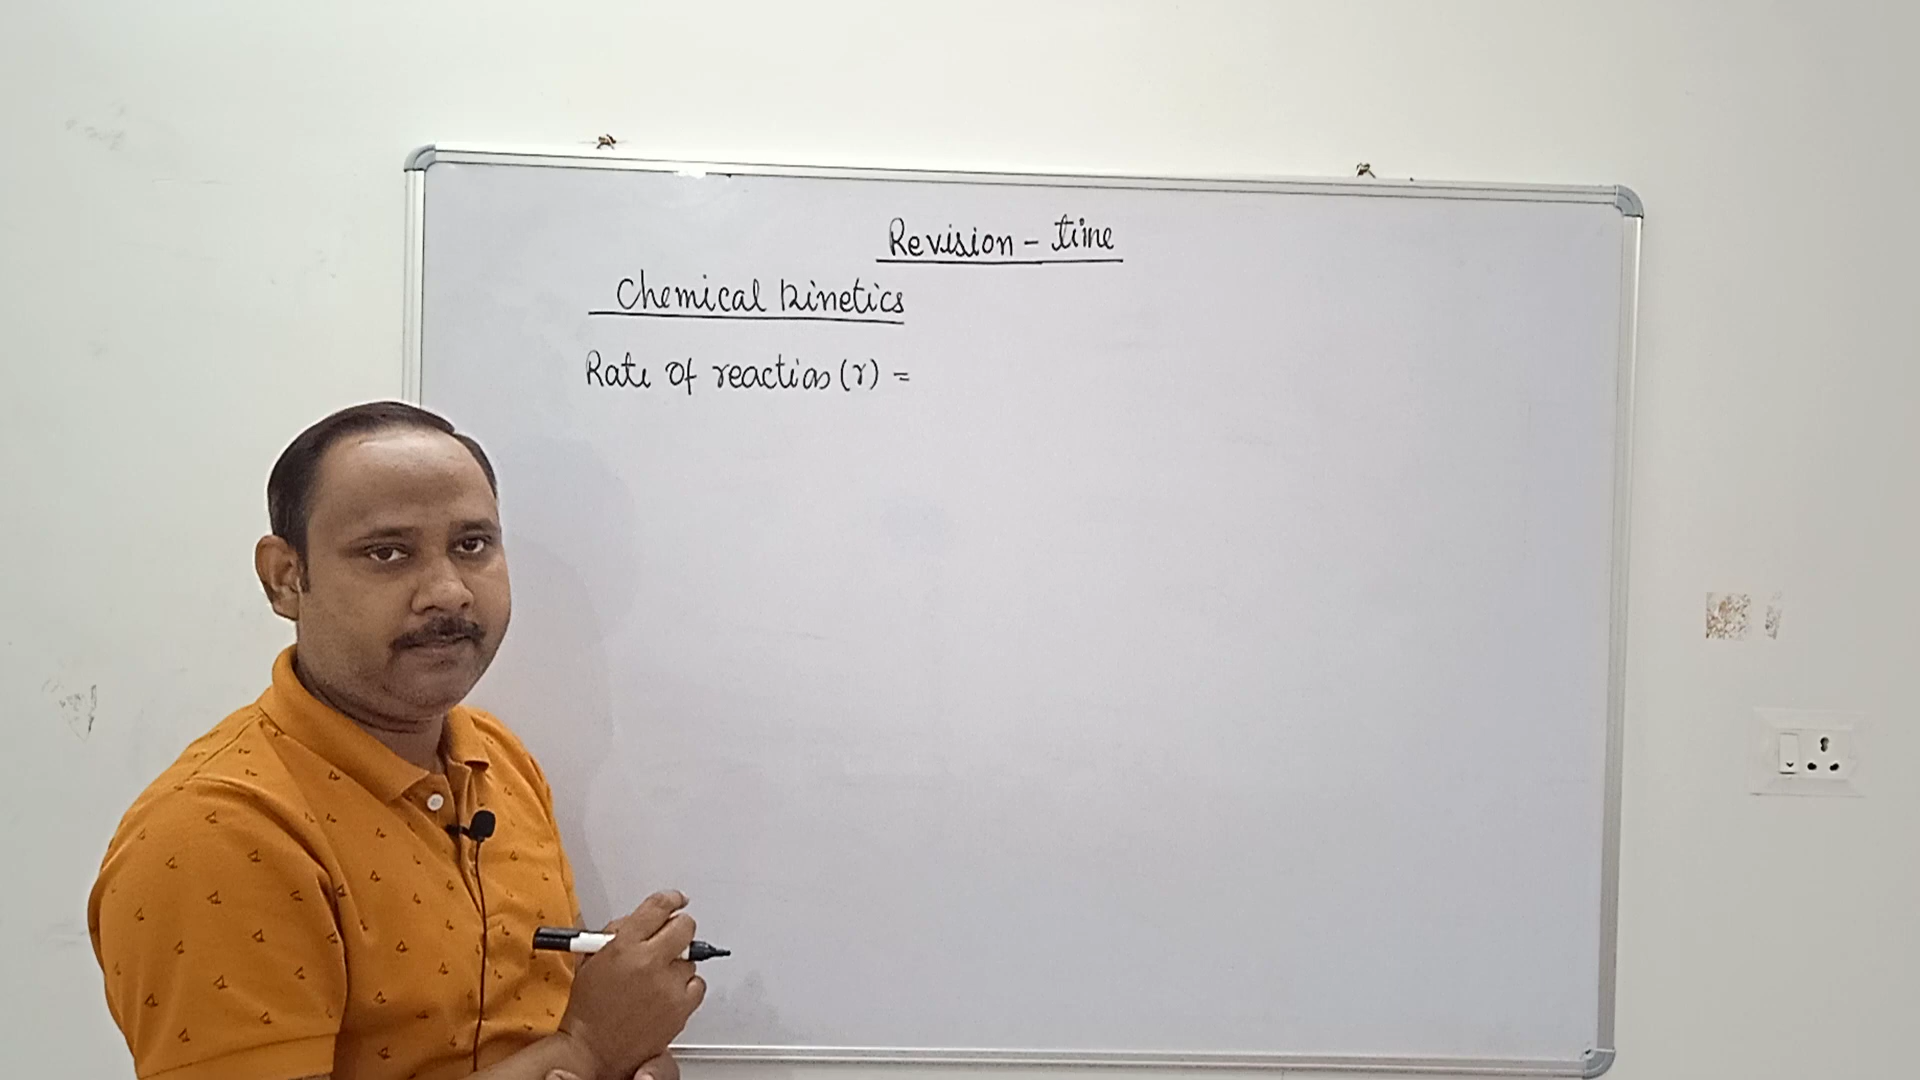 Revision - time
Chemical kinetics
Rate of reaction (r) =